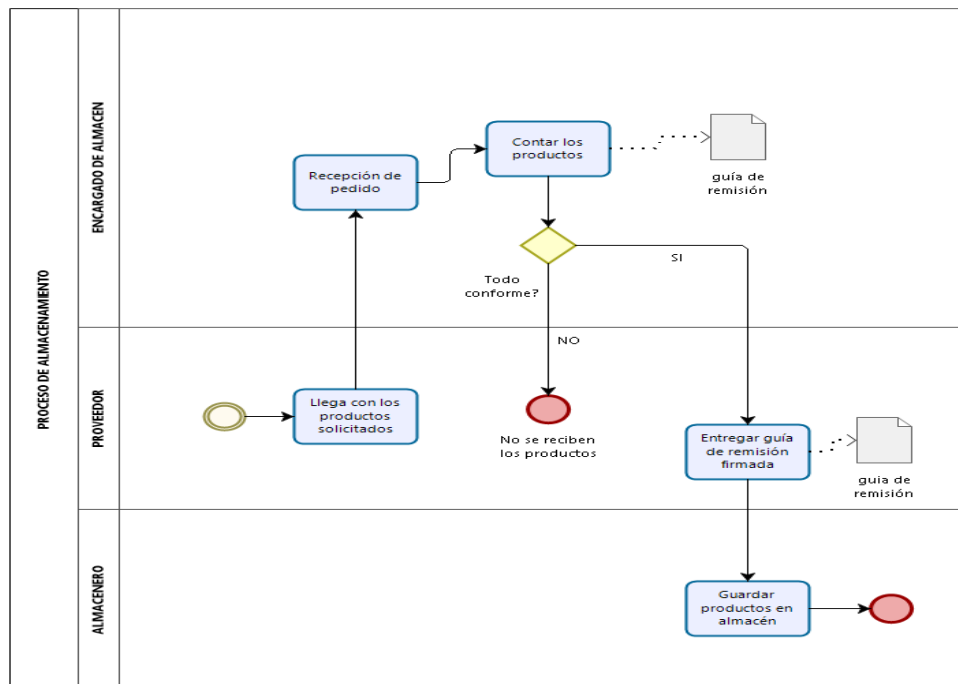 PROCESO DE ALMACENAMIENTO
ENCARGADO DE ALMACEN
Contar los
productos
guía de
remisión
Recepción de
pedido
SI
Todo
conforme?
NO
PROVEEDOR
Llega con los
productos
solicitados
No se reciben
los productos
Entregar guía
de remisión
firmada
guia de
remisión
ALMACENERO
Guardar
productos en
almacén